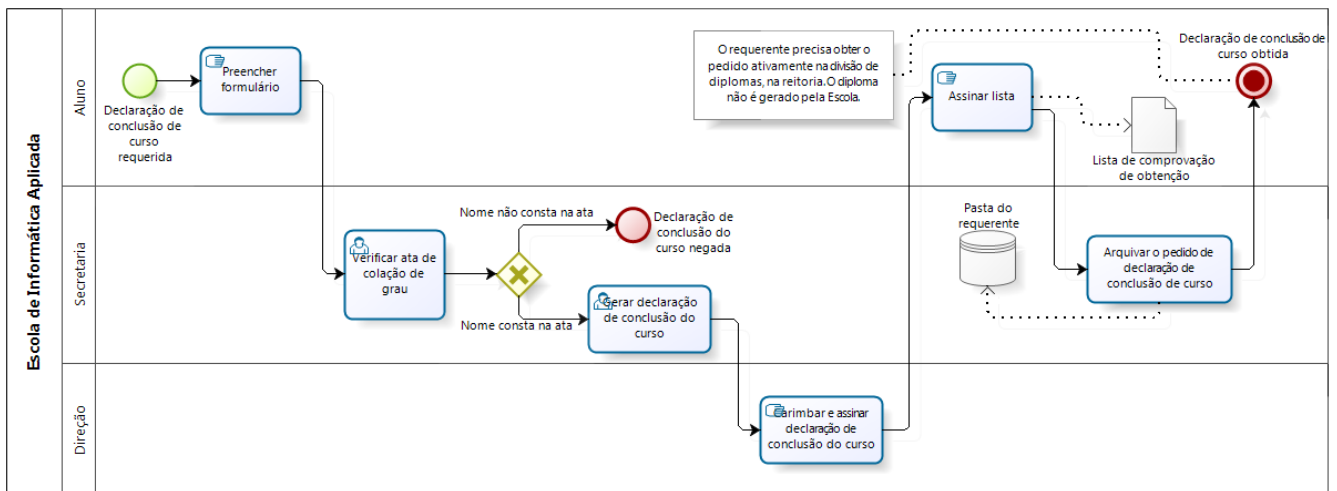 Escola de Informática Aplicada
Aluno
Declaração de
conclusão de
curso
requerida
Preencher
formulário
O requerente precisa obter o
pedido ativamente na divisão de
diplomas, na reitoria. O diploma
não é gerado pela Escola.
Assinar lista
Lista de comprovação
de obtenção
Declaração de conclusão de
curso obtida
Secretaria
Verificar ata de
colação de
grau
Nome não consta na ata
Declaração de
conclusão do
curso negada
Nome consta na ata
Gerar declaração
de conclusão do
curso
Pasta do
requerente
Arquivar o pedido de
declaração de
conclusão de curso
Direção
Carimbar e assinar
declaração de
conclusão do curso